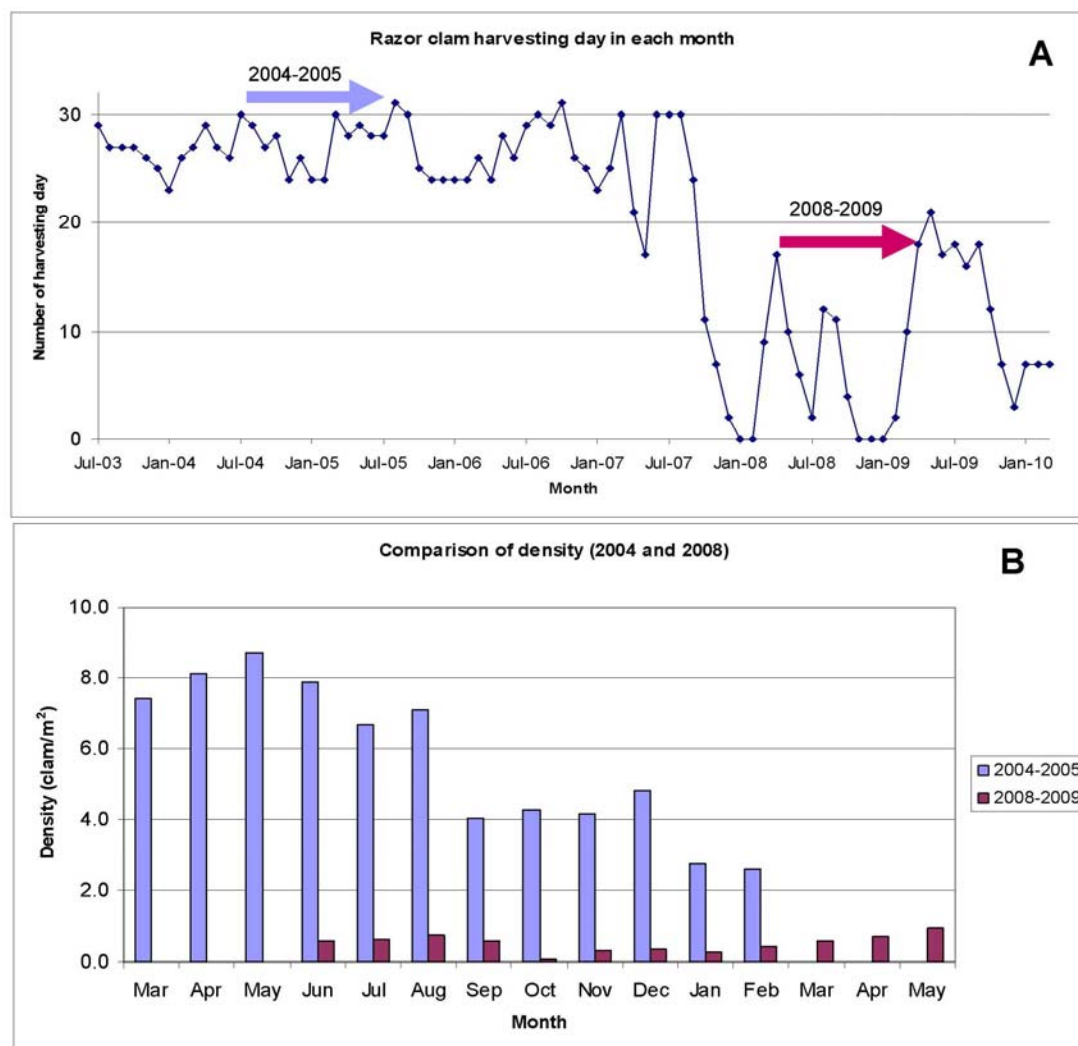 Razor clam harvesting day in each month
A
2004-2005
2008-2009
30
20
10
0
Number of harvesting day
Jul-03 Jan-04 Jul-04 Jan-05 Jul-05 Jan-06 Jul-06 Jan-07 Jul-07 Jan-08 Jul-08 Jan-09 Jul-09 Jan-10
Month
Comparison of density (2004 and 2008)
B
10.0
8.0
6.0
4.0
2.0
0.0
Density (clam/m²)
Mar Apr May Jun Jul Aug Sep Oct Nov Dec Jan Feb Mar Apr May
Month
2004-2005
2008-2009